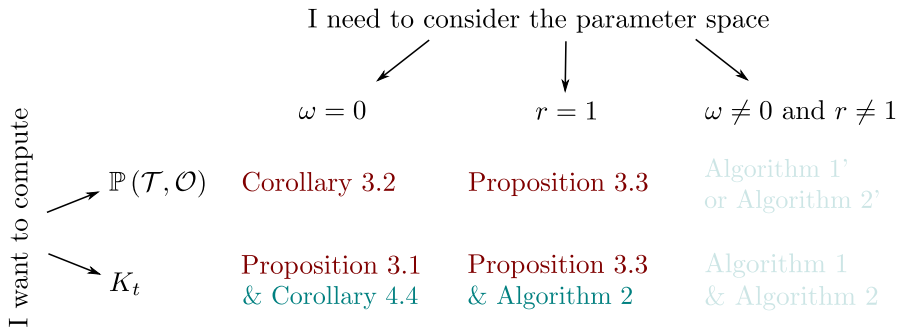 I need to consider the parameter space
ω = 0
r = 1
ω ≠ 0 and r ≠ 1
I want to compute
ℙ (𝒯, 𝒪)
Corollary 3.2
Proposition 3.3
Algorithm 1'
or Algorithm 2'
K_t
Proposition 3.1
& Corollary 4.4
Proposition 3.3
& Algorithm 2
Algorithm 1
& Algorithm 2